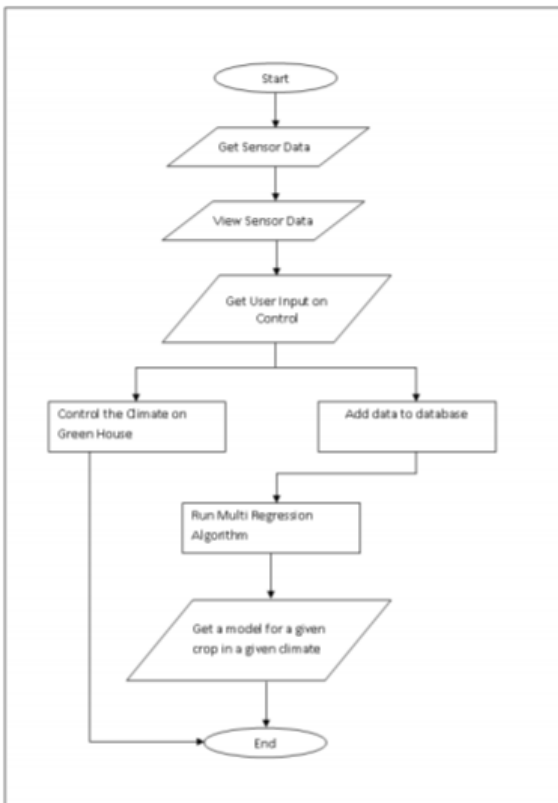 Start
Get Sensor Data
View Sensor Data
Get User Input on
Control
Control the Climate on
Green House
Add data to database
Run Multi Regression
Algorithm
Get a model for a given
crop in a given climate
End